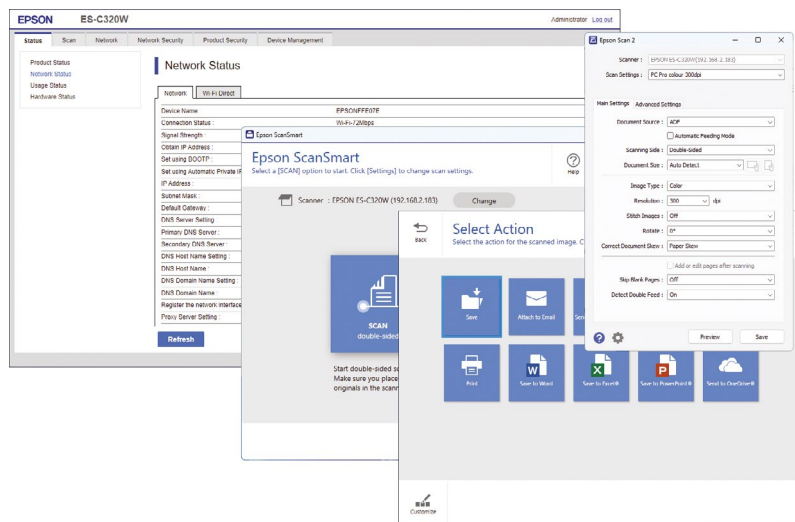 EPSON ES-C320W
Administrator Log out
Status Scan Network Network Security Product Security Device Management
Product Status
Network Status
Usage Status
Hardware Status
Network Status
Network Wi-Fi Direct
Device Name EPSONFEE07E
Connection Status : Wi-Fi-72Mbps
Signal Strength :
Obtain IP Address :
Set using BOOTP :
Set using Automatic Private IP
IP Address :
Subnet Mask :
Default Gateway :
DNS Server Setting
Primary DNS Server :
Secondary DNS Server :
DNS Host Name Setting :
DNS Host Name :
DNS Domain Name Setting :
DNS Domain Name :
Register the network interface
Proxy Server Setting :
Refresh
Epson ScanSmart
Epson ScanSmart
Select a [SCAN] option to start. Click [Settings] to change scan settings.
Help
Scanner : EPSON ES-C320W (192.168.2.183) Change
SCAN
double-sided
Start double-sided
Make sure you place
originals in the scann
Back
Select Action
Select the action for the scanned image. C
Save
Attach to Email
Print
Save to Word
Save to Excel®
Save to PowerPoint®
Send to OneDrive®
Customize
Epson Scan 2
Scanner : EPSON ES-C320W(192.168.2.183)
Scan Settings : PC Pro colour 300dpi
Main Settings Advanced Settings
Document Source : ADF
Automatic Feeding Mode
Scanning Side : Double-Sided
Document Size : Auto Detect
Image Type : Color
Resolution : 300 dpi
Stitch Images : Off
Rotate : 0°
Correct Document Skew : Paper Skew
Add or edit pages after scanning
Skip Blank Pages : Off
Detect Double Feed : On
Preview Save